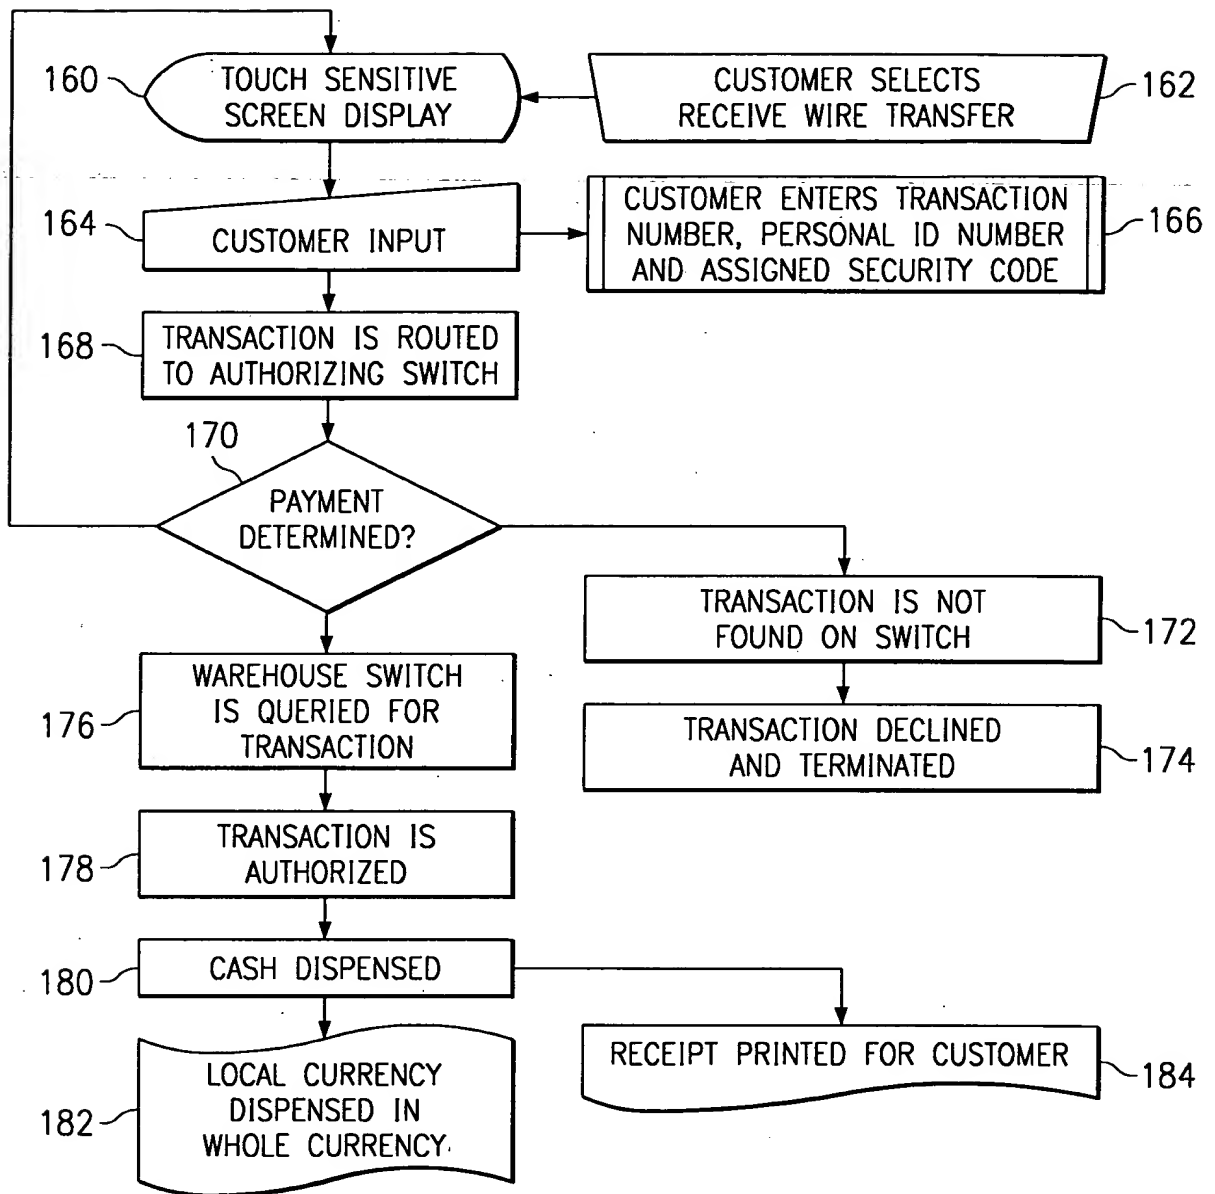 160
TOUCH SENSITIVE
SCREEN DISPLAY
CUSTOMER SELECTS
RECEIVE WIRE TRANSFER
162
164
CUSTOMER INPUT
CUSTOMER ENTERS TRANSACTION
NUMBER, PERSONAL ID NUMBER
AND ASSIGNED SECURITY CODE
166
168
TRANSACTION IS ROUTED
TO AUTHORIZING SWITCH
170
PAYMENT
DETERMINED?
TRANSACTION IS NOT
FOUND ON SWITCH
172
TRANSACTION DECLINED
AND TERMINATED
174
176
WAREHOUSE SWITCH
IS QUERIED FOR
TRANSACTION
178
TRANSACTION IS
AUTHORIZED
180
CASH DISPENSED
182
LOCAL CURRENCY
DISPENSED IN
WHOLE CURRENCY
RECEIPT PRINTED FOR CUSTOMER
184